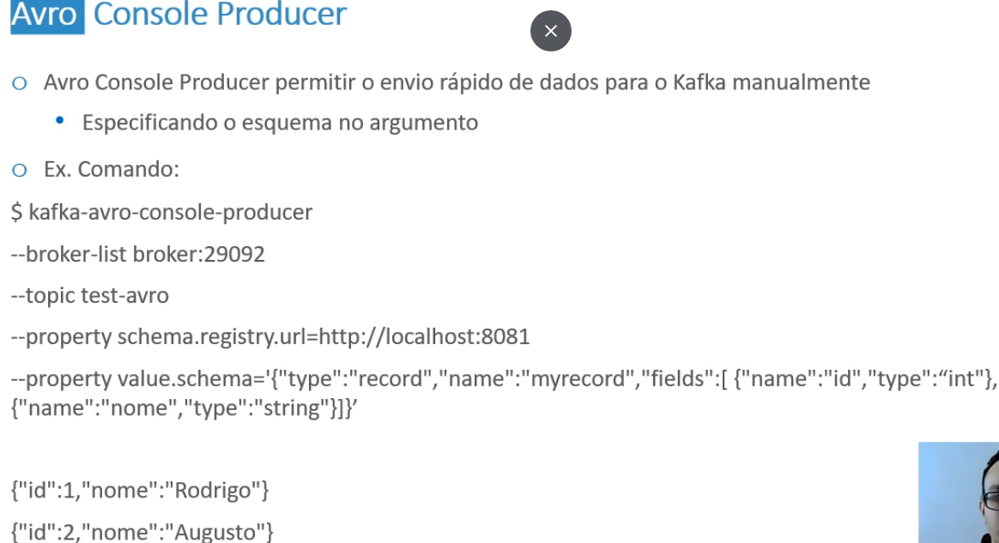 Avro Console Producer
Avro Console Producer permitir o envio rápido de dados para o Kafka manualmente
Especificando o esquema no argumento
Ex. Comando:
$ kafka-avro-console-producer
--broker-list broker:29092
--topic test-avro
--property schema.registry.url=http://localhost:8081
--property value.schema='{"type":"record","name":"myrecord","fields":[ {"name":"id","type":“int"},
{"name":"nome","type":"string"}]}’
{"id":1,"nome":"Rodrigo"}
{"id":2,"nome":"Augusto"}